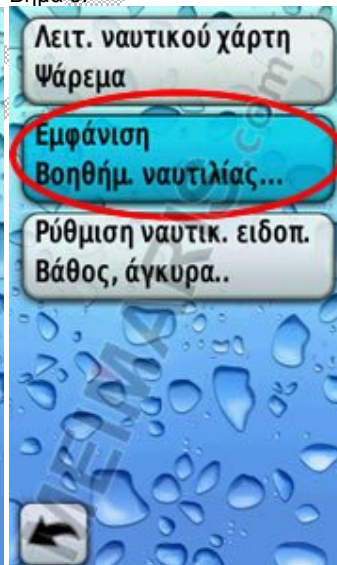 Λειτ. ναυτικού χάρτη
Ψάρεμα
Εμφάνιση
Βοηθήμ. ναυτιλίας...
Ρύθμιση ναυτικ. ειδοπ.
Βάθος, άγκυρα..